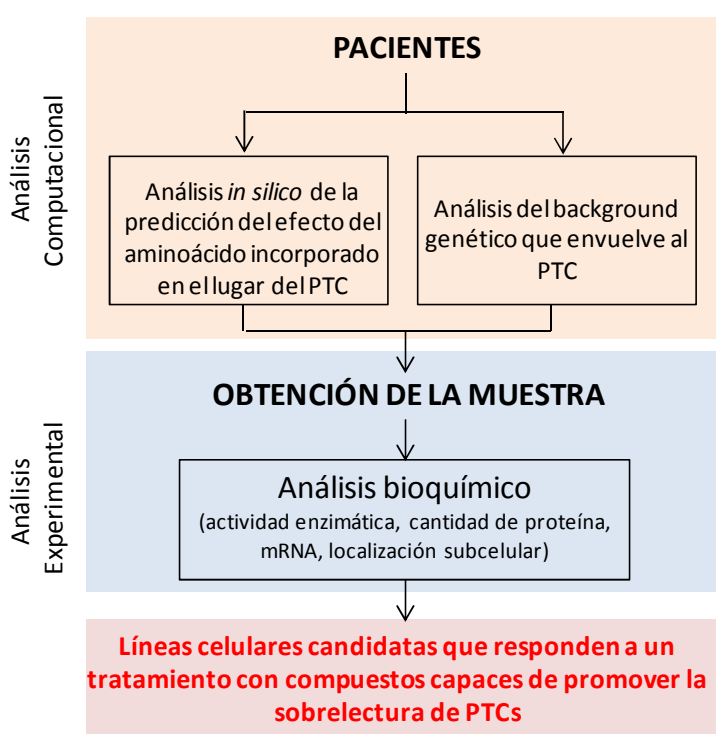 PACIENTES
Análisis
Computacional
Análisis in silico de la
predicción del efecto del
aminoácido incorporado
en el lugar del PTC
Análisis del background
genético que envuelve al
PTC
OBTENCIÓN DE LA MUESTRA
Análisis
Experimental
Análisis bioquímico
(actividad enzimática, cantidad de proteína,
mRNA, localización subcelular)
Líneas celulares candidatas que responden a un
tratamiento con compuestos capaces de promover la
sobrelectura de PTCs